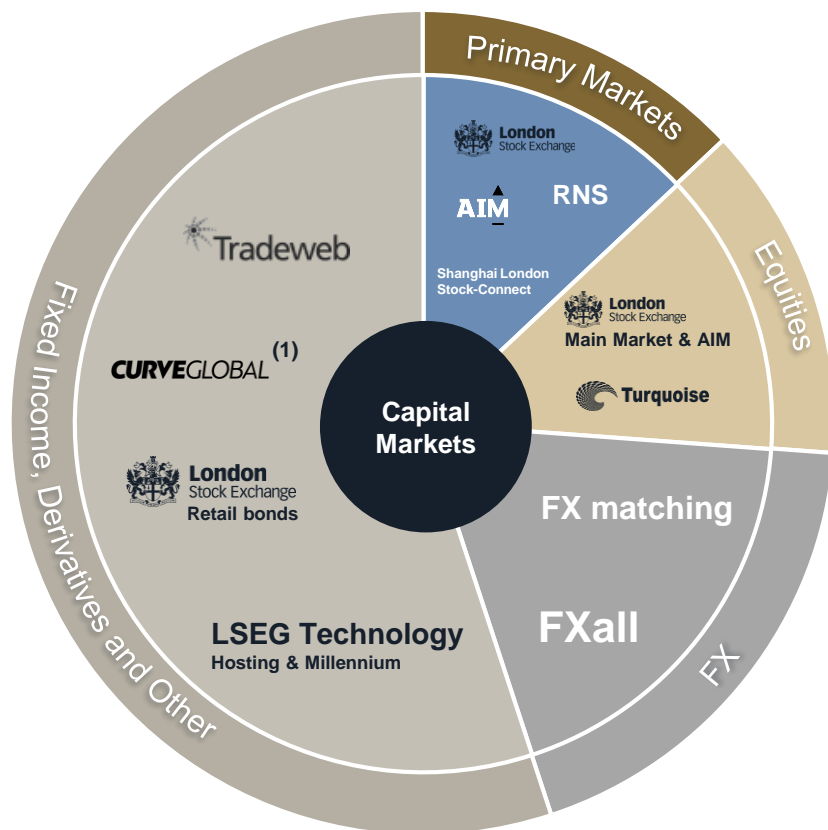 Primary Markets
London
Stock Exchange
AIM
RNS
Shanghai London
Stock-Connect
Equities
London
Stock Exchange
Main Market & AIM
Turquoise
FX
FX matching
FXall
Fixed Income, Derivatives and Other
Tradeweb
CURVEGLOBAL (1)
London
Stock Exchange
Retail bonds
LSEG Technology
Hosting & Millennium
Capital
Markets